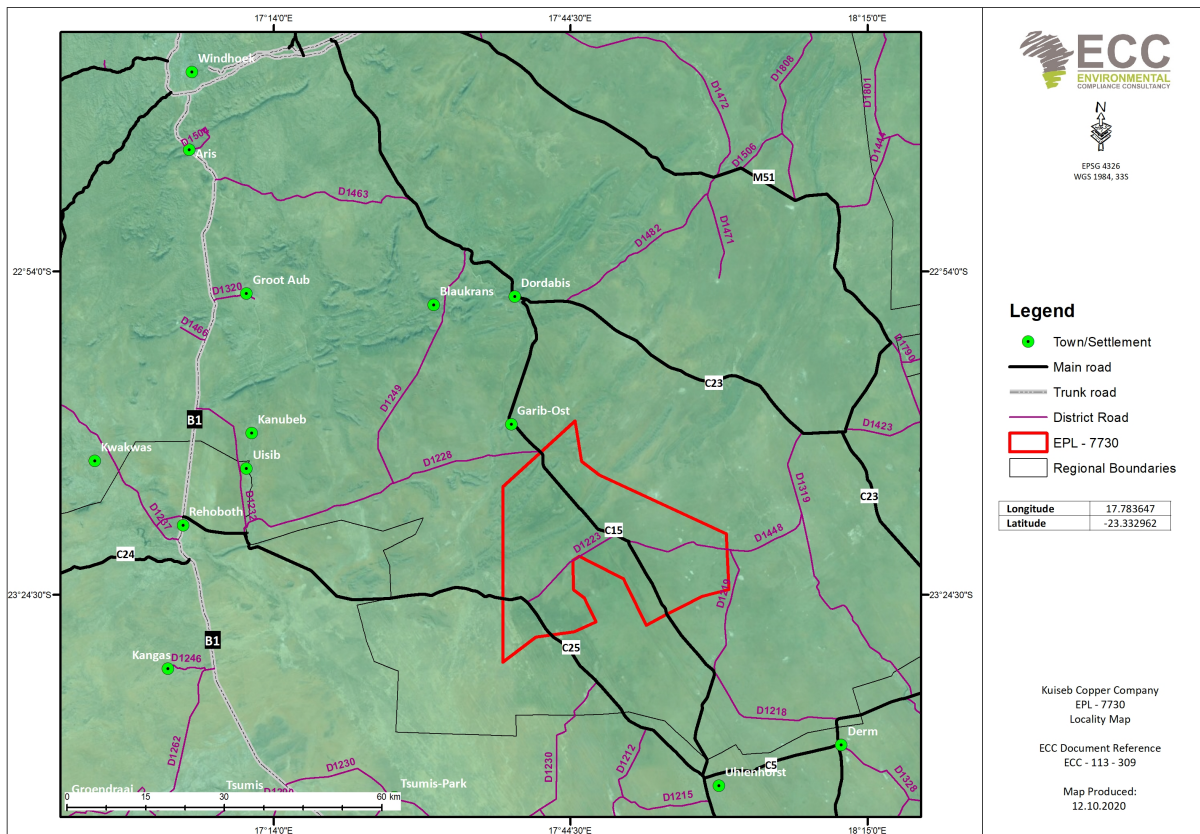 17°14'0"E
17°44'30"E
18°15'0"E
Windhoek
D1504
Aris
D1463
D1472
D1808
D1801
D1506
D1444
M51
D1482
D1471
22°54'0"S
22°54'0"S
Groot Aub
D1320
D1466
Blaukrans
Dordabis
D1790
C23
D1249
Garib-Ost
B1
Kanubeb
D1423
Kwakwas
Uisib
D1228
D1319
C23
D1237
Rehoboth
C15
D1448
C24
D1223
23°24'30"S
23°24'30"S
D1219
B1
Kangas
D1246
C25
D1218
D1262
D1230
D1212
Derm
C5
Uhlenhorst
D1328
D1230
Tsumis
Tsumis-Park
Groendraai
D1215
0 15 30 60 km
17°14'0"E
17°44'30"E
18°15'0"E
ECC
ENVIRONMENTAL
COMPLIANCE CONSULTANCY
N
EPSG 4326
WGS 1984, 33S
Legend
Town/Settlement
Main road
Trunk road
District Road
EPL - 7730
Regional Boundaries
Longitude 17.783647
Latitude -23.332962
Kuiseb Copper Company
EPL - 7730
Locality Map
ECC Document Reference
ECC - 113 - 309
Map Produced:
12.10.2020